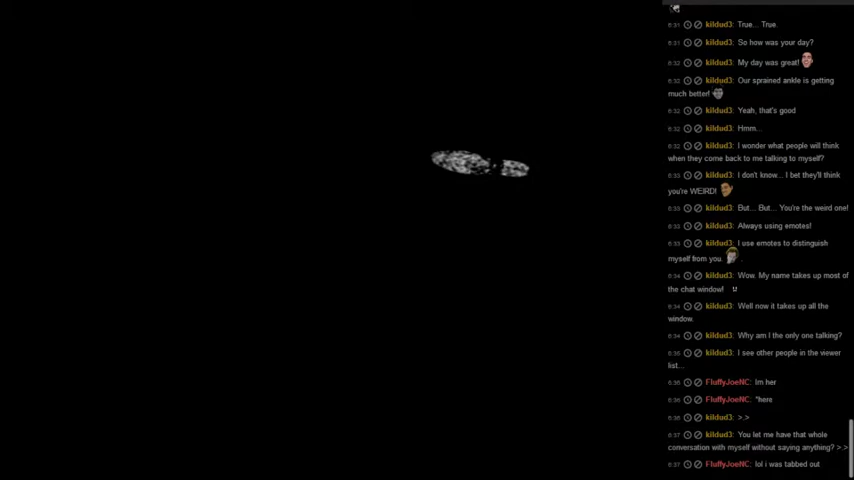 6:31 kildud3: True... True.
6:31 kildud3: So how was your day?
6:32 kildud3: My day was great!
6:32 kildud3: Our sprained ankle is getting
much better!
6:32 kildud3: Yeah, that's good
6:32 kildud3: Hmm...
6:32 kildud3: I wonder what people will think
when they come back to me talking to myself?
6:33 kildud3: I don't know... I bet they'll think
you're WEIRD!
6:33 kildud3: But... But... You're the weird one!
6:33 kildud3: Always using emotes!
6:33 kildud3: I use emotes to distinguish
myself from you.
6:34 kildud3: Wow. My name takes up most of
the chat window!
6:34 kildud3: Well now it takes up all the
window.
6:34 kildud3: Why am I the only one talking?
6:35 kildud3: I see other people in the viewer
list...
6:36 FluffyJoeNC: Im her
6:36 FluffyJoeNC: *here
6:36 kildud3: >.>
6:37 kildud3: You let me have that whole
conversation with myself without saying anything? >.>
6:37 FluffyJoeNC: lol i was tabbed out